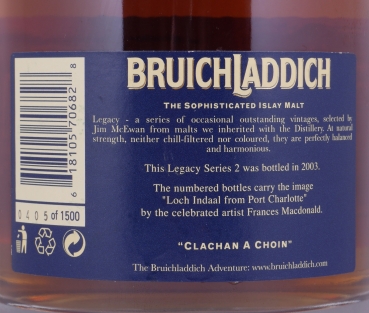 BRUICHLADDICH
THE SOPHISTICATED ISLAY MALT
Legacy - a series of occasional outstanding vintages, selected by
Jim McEwan from malts we inherited with the Distillery. At natural
strength, neither chill-filtered nor coloured, they are perfectly balanced
and harmonious.
This Legacy Series 2 was bottled in 2003.
The numbered bottles carry the image
"Loch Indaal from Port Charlotte"
by the celebrated artist Frances Macdonald.
"CLACHAN A CHOIN"
The Bruichladdich Adventure: www.bruichladdich.com
6 18105 70682 8
0405 of 1500